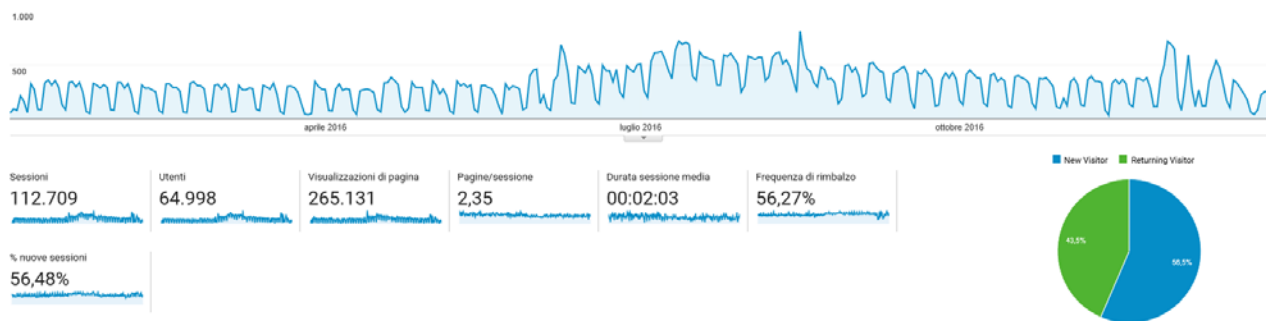 1.000
500
aprile 2016
luglio 2016
ottobre 2016
New Visitor
Returning Visitor
Sessioni
112.709
Utenti
64.998
Visualizzazioni di pagina
265.131
Pagine/sessione
2,35
Durata sessione media
00:02:03
Frequenza di rimbalzo
56,27%
% nuove sessioni
56,48%
43,5%
56,5%